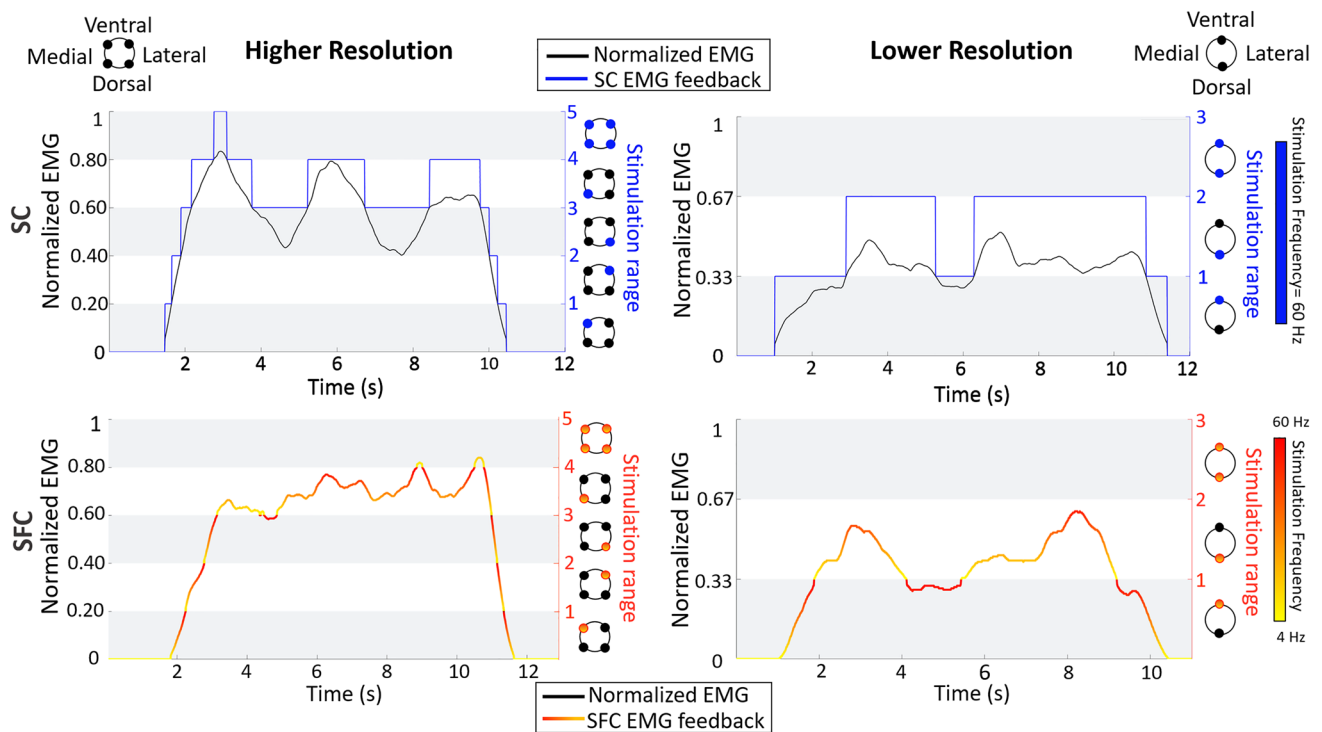 Ventral
Medial Lateral
Dorsal
Higher Resolution
Normalized EMG
SC EMG feedback
Lower Resolution
Ventral
Medial Lateral
Dorsal
SC
Normalized EMG
1
0.80
0.60
0.40
0.20
0
2 4 6 8 10 12
Time (s)
5
4
3
2
1
Stimulation range
Normalized EMG
1
0.67
0.33
0
2 4 6 8 10 12
Time (s)
3
2
1
0
Stimulation range
Stimulation Frequency= 60 Hz
SFC
Normalized EMG
1
0.80
0.60
0.40
0.20
0
2 4 6 8 10 12
Time (s)
5
4
3
2
1
Stimulation range
Normalized EMG
1
0.67
0.33
0
2 4 6 8 10
Time (s)
3
2
1
Stimulation range
60 Hz
Stimulation Frequency
4 Hz
Normalized EMG
SFC EMG feedback